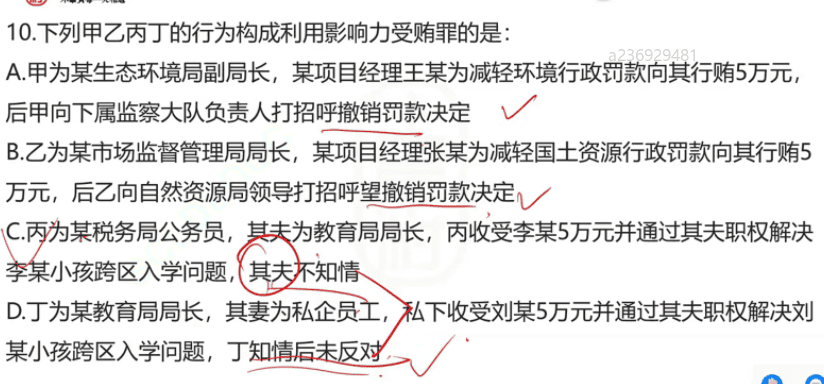 10.下列甲乙丙丁的行为构成利用影响力受贿罪的是：
a236929481
A.甲为某生态环境局副局长，某项目经理王某为减轻环境行政罚款向其行贿5万元，
后甲向下属监察大队负责人打招呼撤销罚款决定
B.乙为某市场监督管理局局长，某项目经理张某为减轻国土资源行政罚款向其行贿5
万元，后乙向自然资源局领导打招呼望撤销罚款决定
C.丙为某税务局公务员，其夫为教育局局长，丙收受李某5万元并通过其夫职权解决
李某小孩跨区入学问题，其夫不知情
D.丁为某教育局局长，其妻为私企员工，私下收受刘某5万元并通过其夫职权解决刘
某小孩跨区入学问题，丁知情后未反对